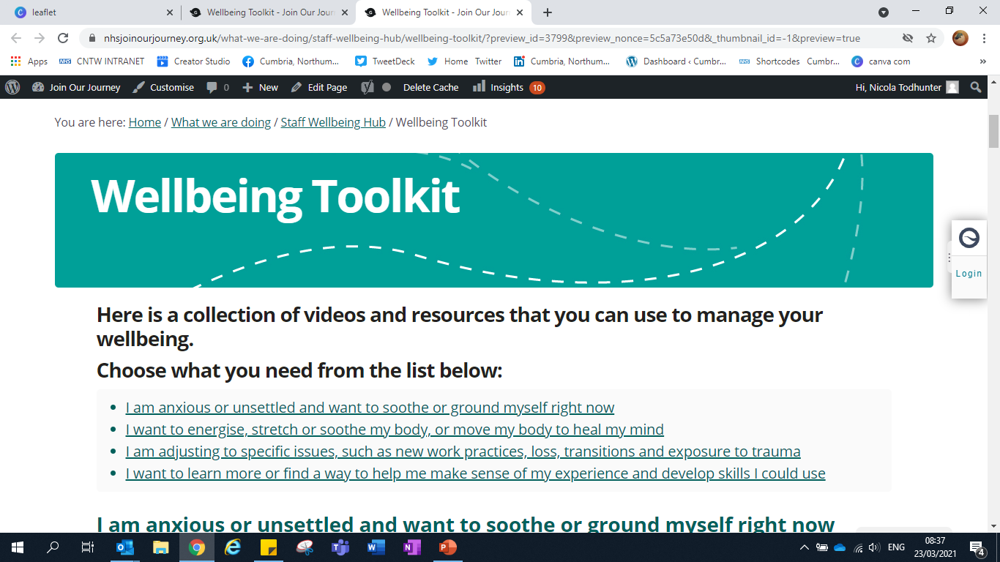 leaflet
Wellbeing Toolkit - Join Our Jour
Wellbeing Toolkit - Join Our Jour
nhsjoinourjourney.org.uk/what-we-are-doing/staff-wellbeing-hub/wellbeing-toolkit/?preview_id=3799&preview_nonce=5c5a73e50d&_thumbnail_id=-1&preview=true
Apps NHS CNTW INTRANET Creator Studio Cumbria, Northum... TweetDeck Home Twitter Cumbria, Northum... Dashboard ‹ Cumbr... NHS Shortcodes Cumbr... canva com »
Join Our Journey Customise 0 New Edit Page Delete Cache Insights 10 Hi, Nicola Todhunter
You are here: Home / What we are doing / Staff Wellbeing Hub / Wellbeing Toolkit
Wellbeing Toolkit
Login
Here is a collection of videos and resources that you can use to manage your
wellbeing.
Choose what you need from the list below:
• I am anxious or unsettled and want to soothe or ground myself right now
• I want to energise, stretch or soothe my body, or move my body to heal my mind
• I am adjusting to specific issues, such as new work practices, loss, transitions and exposure to trauma
• I want to learn more or find a way to help me make sense of my experience and develop skills I could use
I am anxious or unsettled and want to soothe or ground myself right now
ENG
08:37
23/03/2021
4